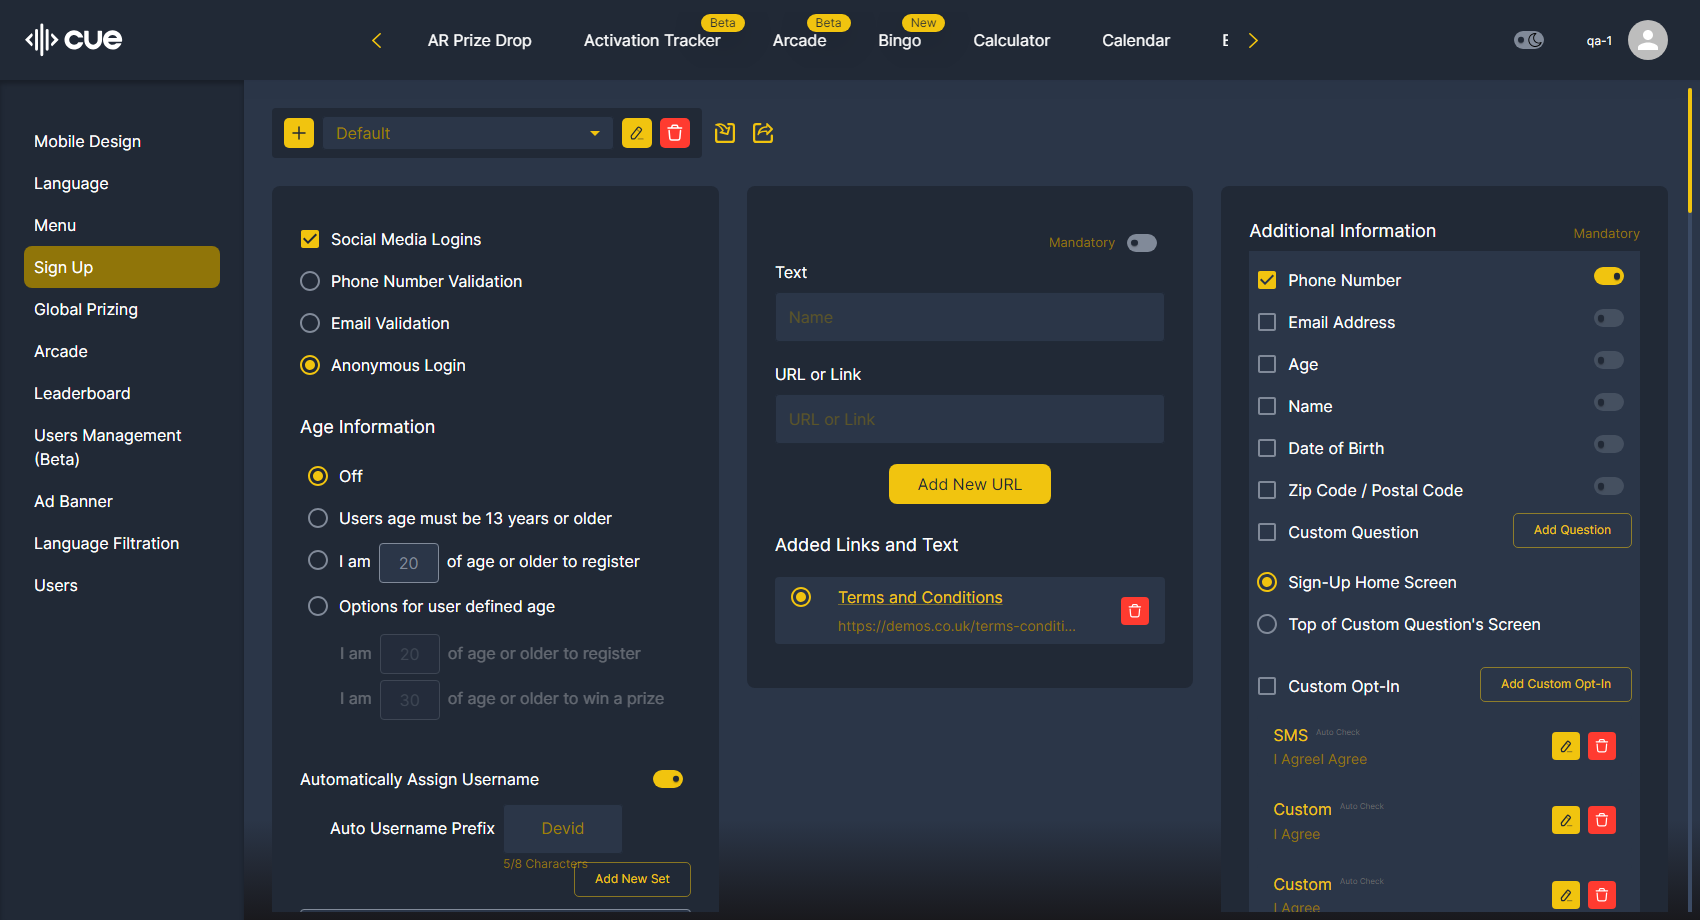 cue
AR Prize Drop
Activation Tracker
Beta
Arcade
Beta
Bingo
New
Calculator
Calendar
qa-1
Mobile Design
Language
Menu
Sign Up
Global Prizing
Arcade
Leaderboard
Users Management
(Beta)
Ad Banner
Language Filtration
Users
Default
Social Media Logins
Phone Number Validation
Email Validation
Anonymous Login
Age Information
Off
Users age must be 13 years or older
I am 20 of age or older to register
Options for user defined age
I am 20 of age or older to register
I am 30 of age or older to win a prize
Automatically Assign Username
Auto Username Prefix Devid
5/8 Characters
Add New Set
Mandatory
Text
Name
URL or Link
URL or Link
Add New URL
Added Links and Text
Terms and Conditions
https://demos.co.uk/terms-conditi...
Additional Information
Mandatory
Phone Number
Email Address
Age
Name
Date of Birth
Zip Code / Postal Code
Custom Question
Add Question
Sign-Up Home Screen
Top of Custom Question's Screen
Custom Opt-In
Add Custom Opt-In
SMS Auto Check
I AgreeI Agree
Custom Auto Check
I Agree
Custom Auto Check
I Agree